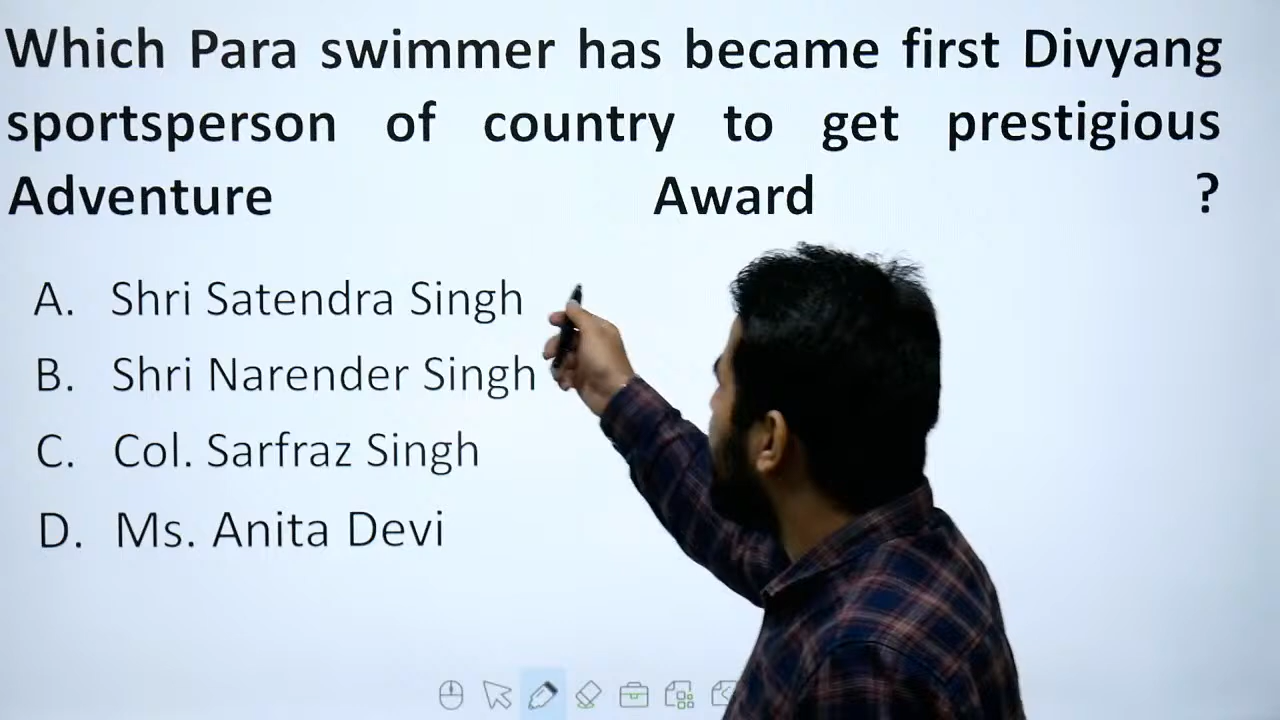 Which Para swimmer has became first Divyang
sportsperson of country to get prestigious
Adventure Award ?
A. Shri Satendra Singh
B. Shri Narender Singh
C. Col. Sarfraz Singh
D. Ms. Anita Devi